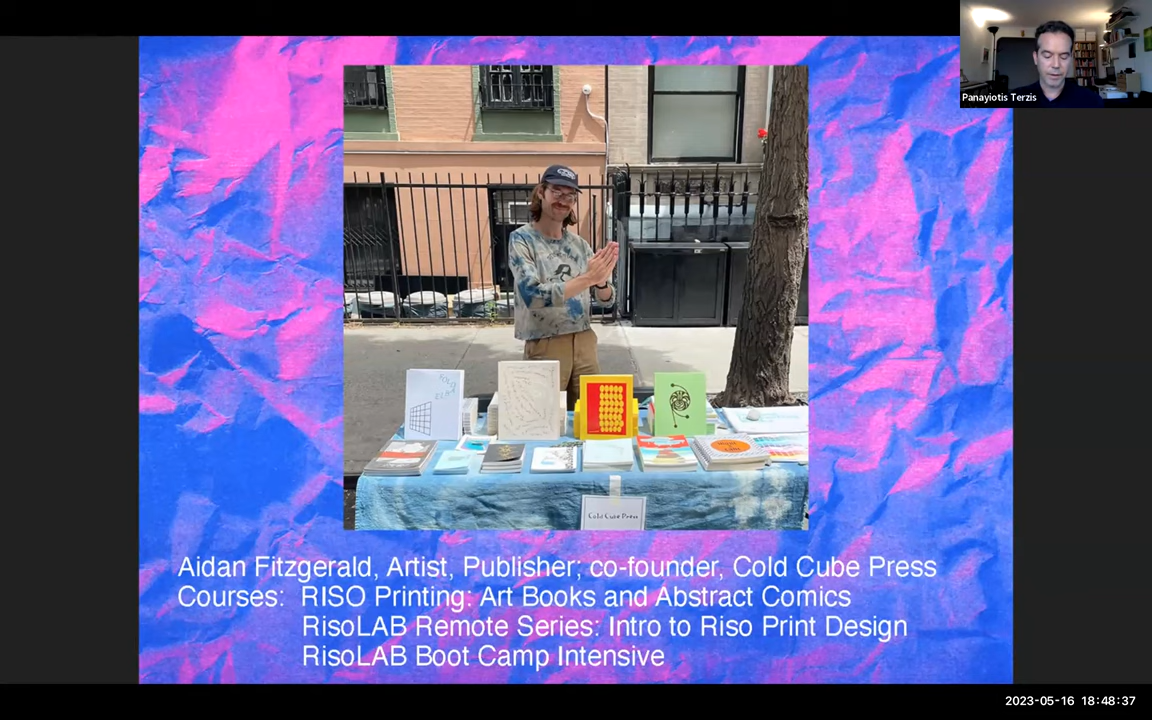 Panayiotis Terzis
Cold Cube Press
Aidan Fitzgerald, Artist, Publisher; co-founder, Cold Cube Press
Courses: RISO Printing: Art Books and Abstract Comics
RisoLAB Remote Series: Intro to Riso Print Design
RisoLAB Boot Camp Intensive
2023-05-16 18:48:37